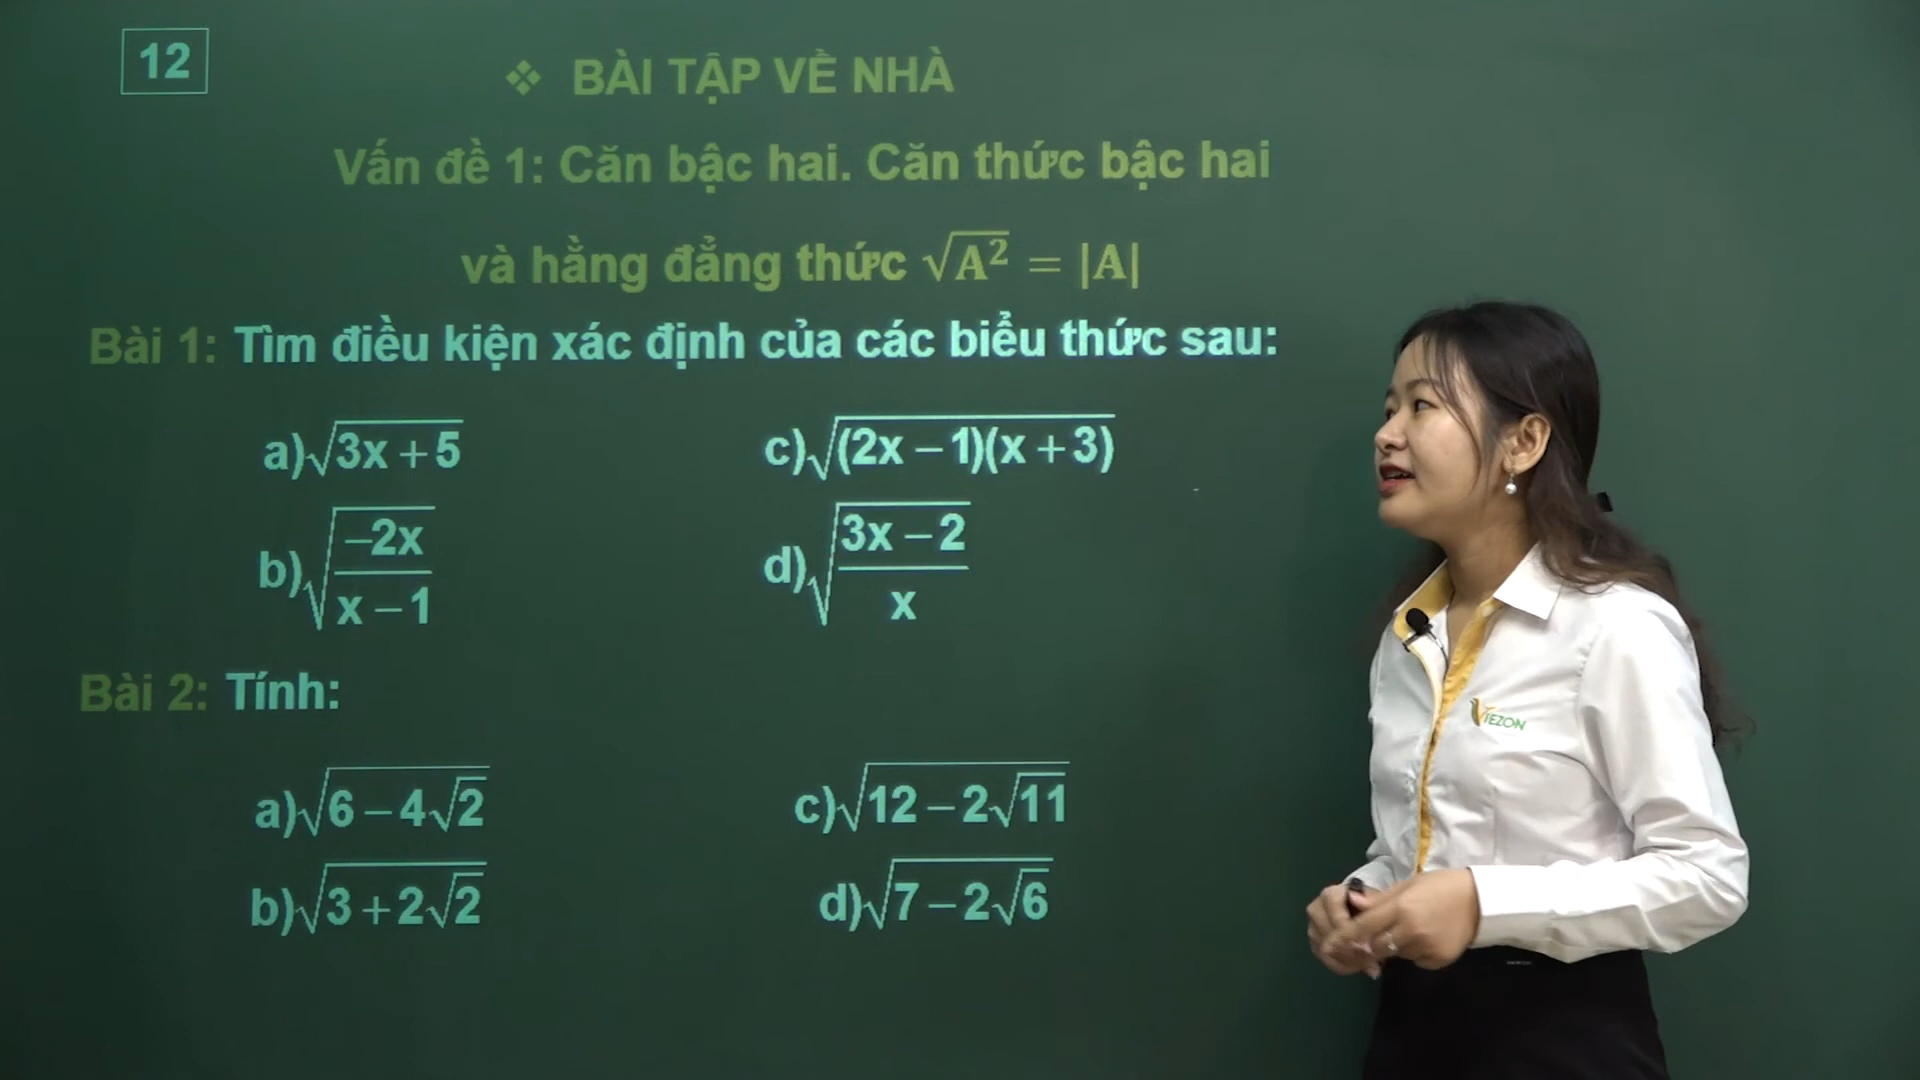 12
❖ BÀI TẬP VỀ NHÀ
Vấn đề 1: Căn bậc hai. Căn thức bậc hai
và hằng đẳng thức √A² = |A|
Bài 1: Tìm điều kiện xác định của các biểu thức sau:
a)√(3x + 5)
c)√((2x – 1)(x + 3))
b)√(–2x / (x – 1))
d)√((3x – 2) / x)
Bài 2: Tính:
a)√(6 – 4√2)
c)√(12 – 2√11)
b)√(3 + 2√2)
d)√(7 – 2√6)
VIEZON